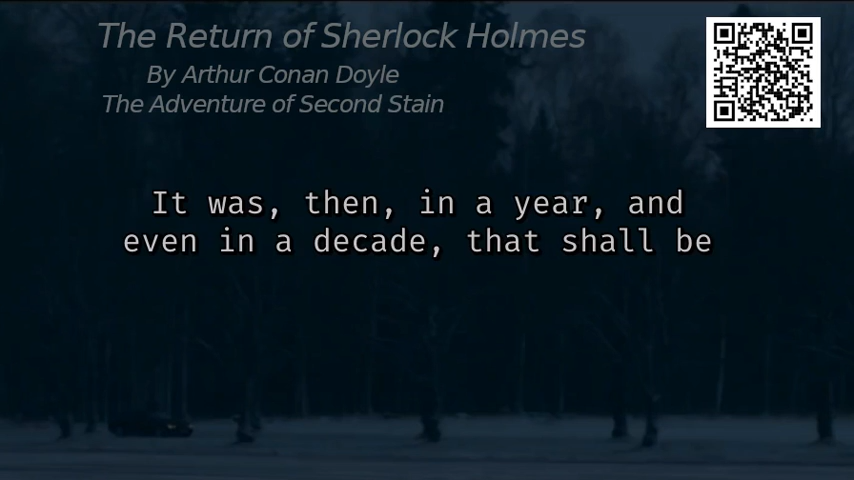 The Return of Sherlock Holmes
By Arthur Conan Doyle
The Adventure of Second Stain
It was, then, in a year, and
even in a decade, that shall be